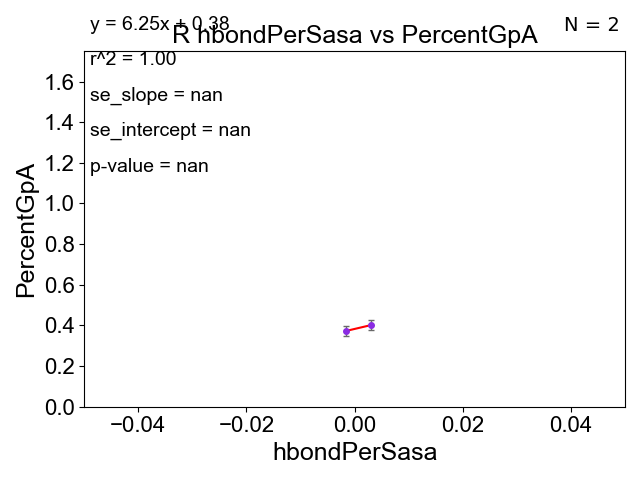 y = 6.25x + 0.38
N = 2
R hbondPerSasa vs PercentGpA
r^2 = 1.00
se_slope = nan
se_intercept = nan
p-value = nan
PercentGpA
1.6
1.4
1.2
1.0
0.8
0.6
0.4
0.2
0.0
−0.04 −0.02 0.00 0.02 0.04
hbondPerSasa